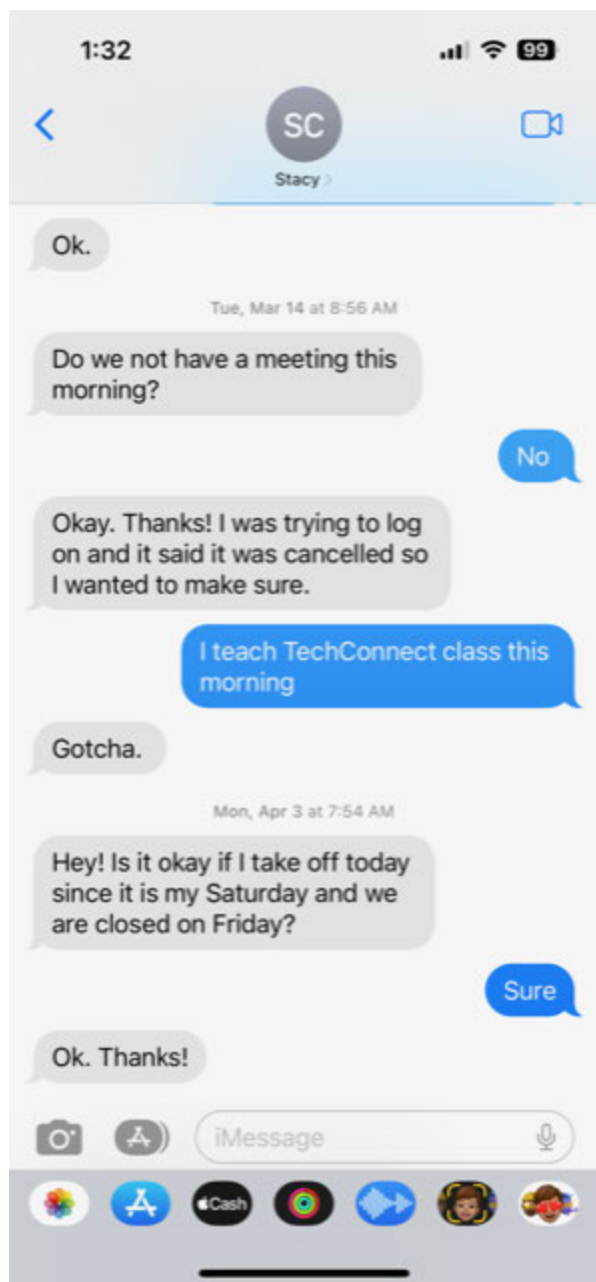 1:32
99
SC
Stacy
Ok.
Tue, Mar 14 at 8:56 AM
Do we not have a meeting this
morning?
No
Okay. Thanks! I was trying to log
on and it said it was cancelled so
I wanted to make sure.
I teach TechConnect class this
morning
Gotcha.
Mon, Apr 3 at 7:54 AM
Hey! Is it okay if I take off today
since it is my Saturday and we
are closed on Friday?
Sure
Ok. Thanks!
iMessage
Cash